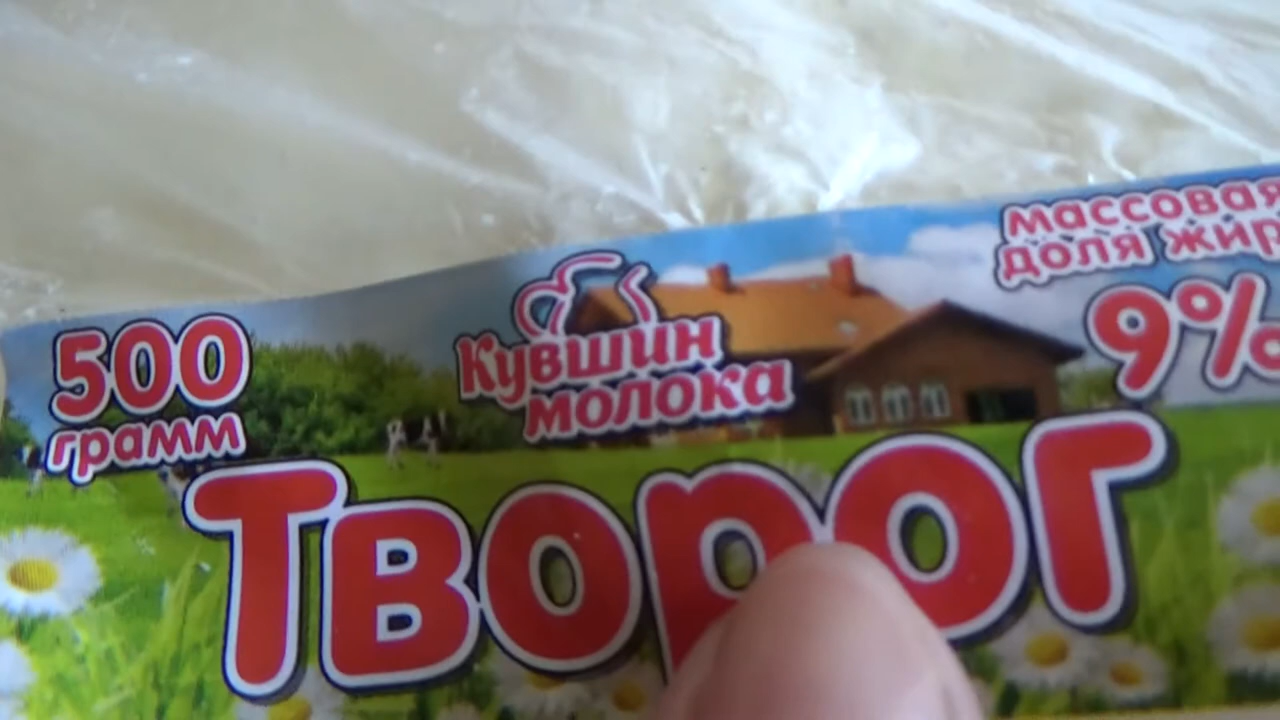 500
грамм
Кувшин
молока
массовая
доля жир
9%
Творог